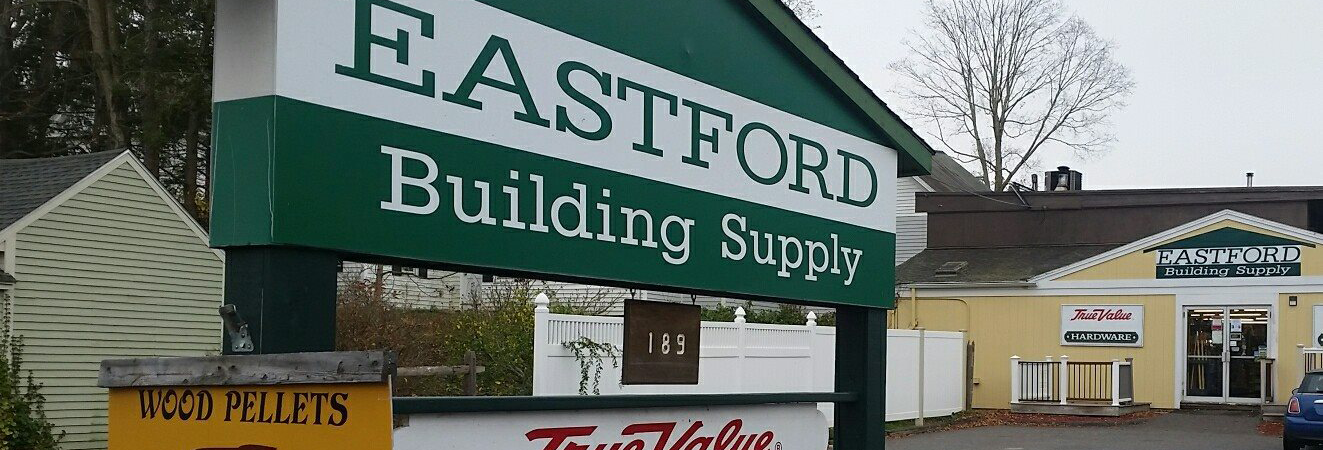 EASTFORD
Building Supply
189
WOOD PELLETS
True Value®
EASTFORD
Building Supply
True Value
HARDWARE